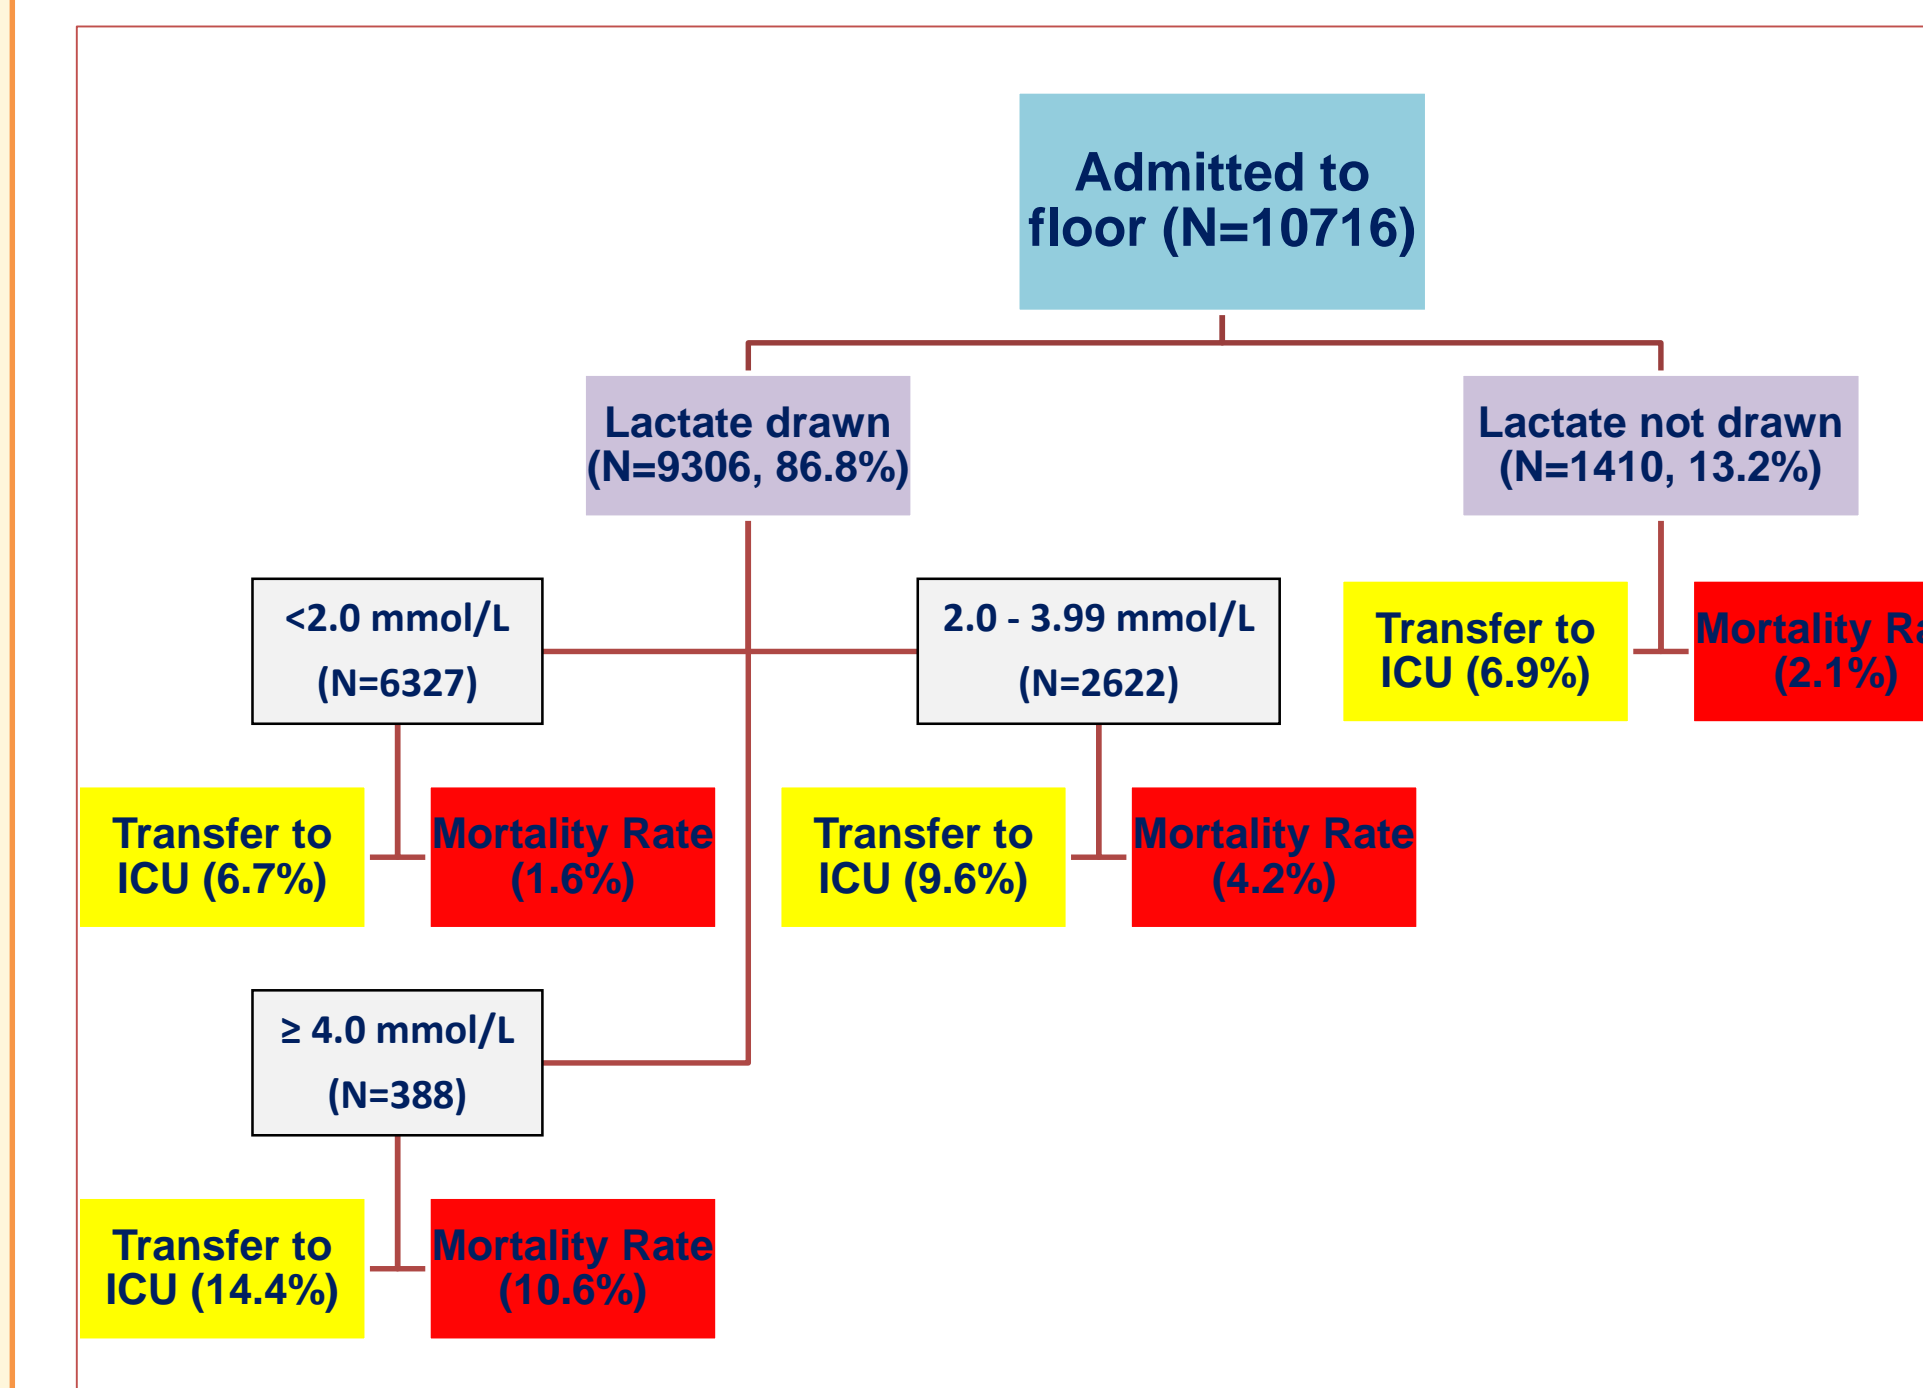 Admitted to
floor (N=10716)
Lactate drawn
(N=9306, 86.8%)
Lactate not drawn
(N=1410, 13.2%)
<2.0 mmol/L
(N=6327)
2.0 - 3.99 mmol/L
(N=2622)
Transfer to
ICU (6.9%)
Mortality
(2.1%)
Transfer to
ICU (6.7%)
Mortality Rate
(1.6%)
Transfer to
ICU (9.6%)
Mortality Rate
(4.2%)
≥ 4.0 mmol/L
(N=388)
Transfer to
ICU (14.4%)
Mortality Rate
(10.6%)